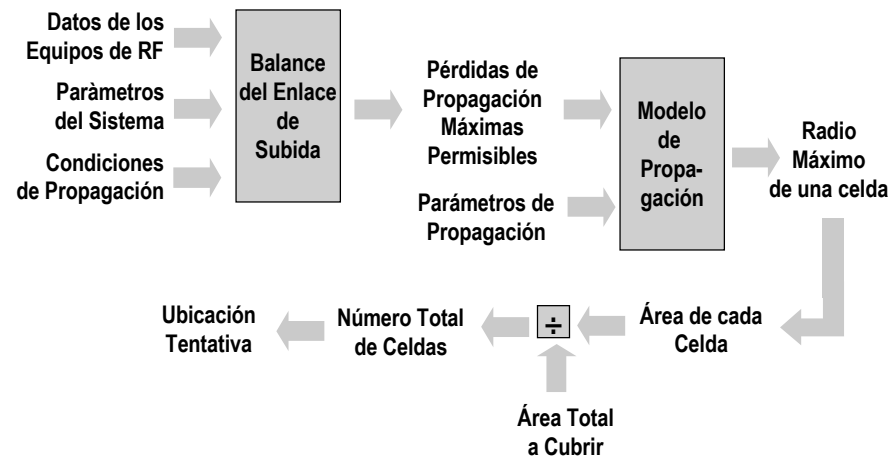 Datos de los
Equipos de RF
Paràmetros
del Sistema
Condiciones
de Propagación
Balance
del Enlace
de
Subida
Pérdidas de
Propagación
Máximas
Permisibles
Parámetros de
Propagación
Modelo
de
Propa-
gación
Radio
Máximo
de una celda
Área de cada
Celda
÷
Área Total
a Cubrir
Número Total
de Celdas
Ubicación
Tentativa